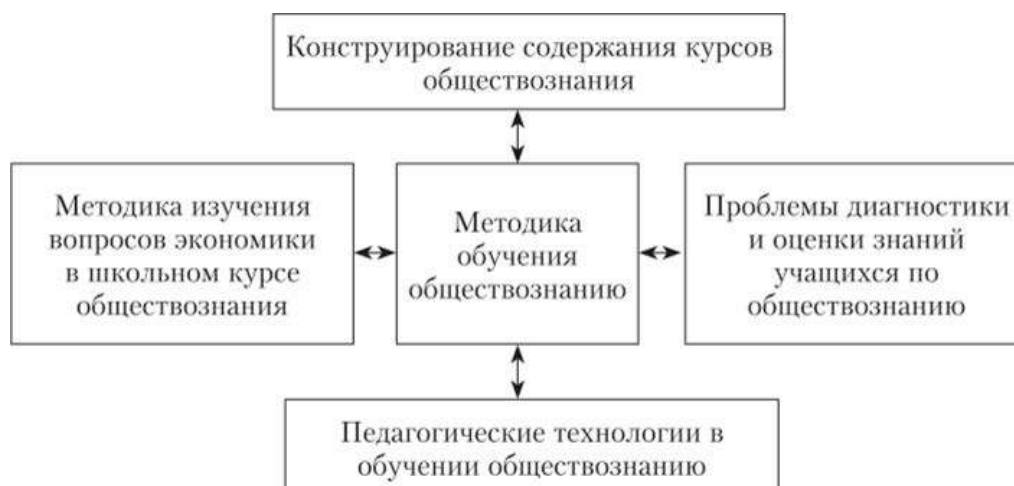 Конструирование содержания курсов
обществознания
Методика изучения
вопросов экономики
в школьном курсе
обществознания
Методика
обучения
обществознанию
Проблемы диагностики
и оценки знаний
учащихся по
обществознанию
Педагогические технологии в
обучении обществознанию